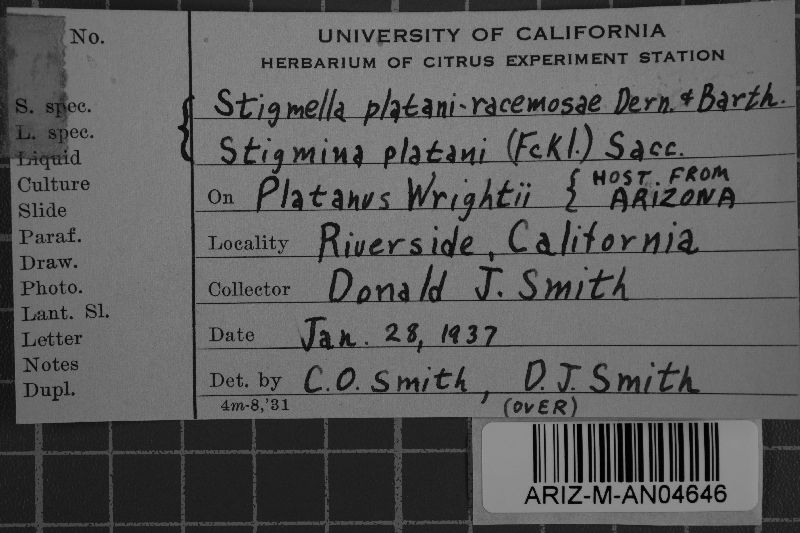 No.
UNIVERSITY OF CALIFORNIA
HERBARIUM OF CITRUS EXPERIMENT STATION
S. spec.
L. spec.
Liquid
Culture
Slide
Paraf.
Draw.
Photo.
Lant. Sl.
Letter
Notes
Dupl.
Stigmella platani-racemosae Dern. & Barth.
Stigmina platani (Fckl.) Sacc.
On Platanus Wrightii { HOST FROM
ARIZONA
Locality Riverside, California
Collector Donald J. Smith
Date Jan. 28, 1937
Det. by C.O. Smith, D.J. Smith
4m-8,'31 (OVER)
ARIZ-M-AN04646